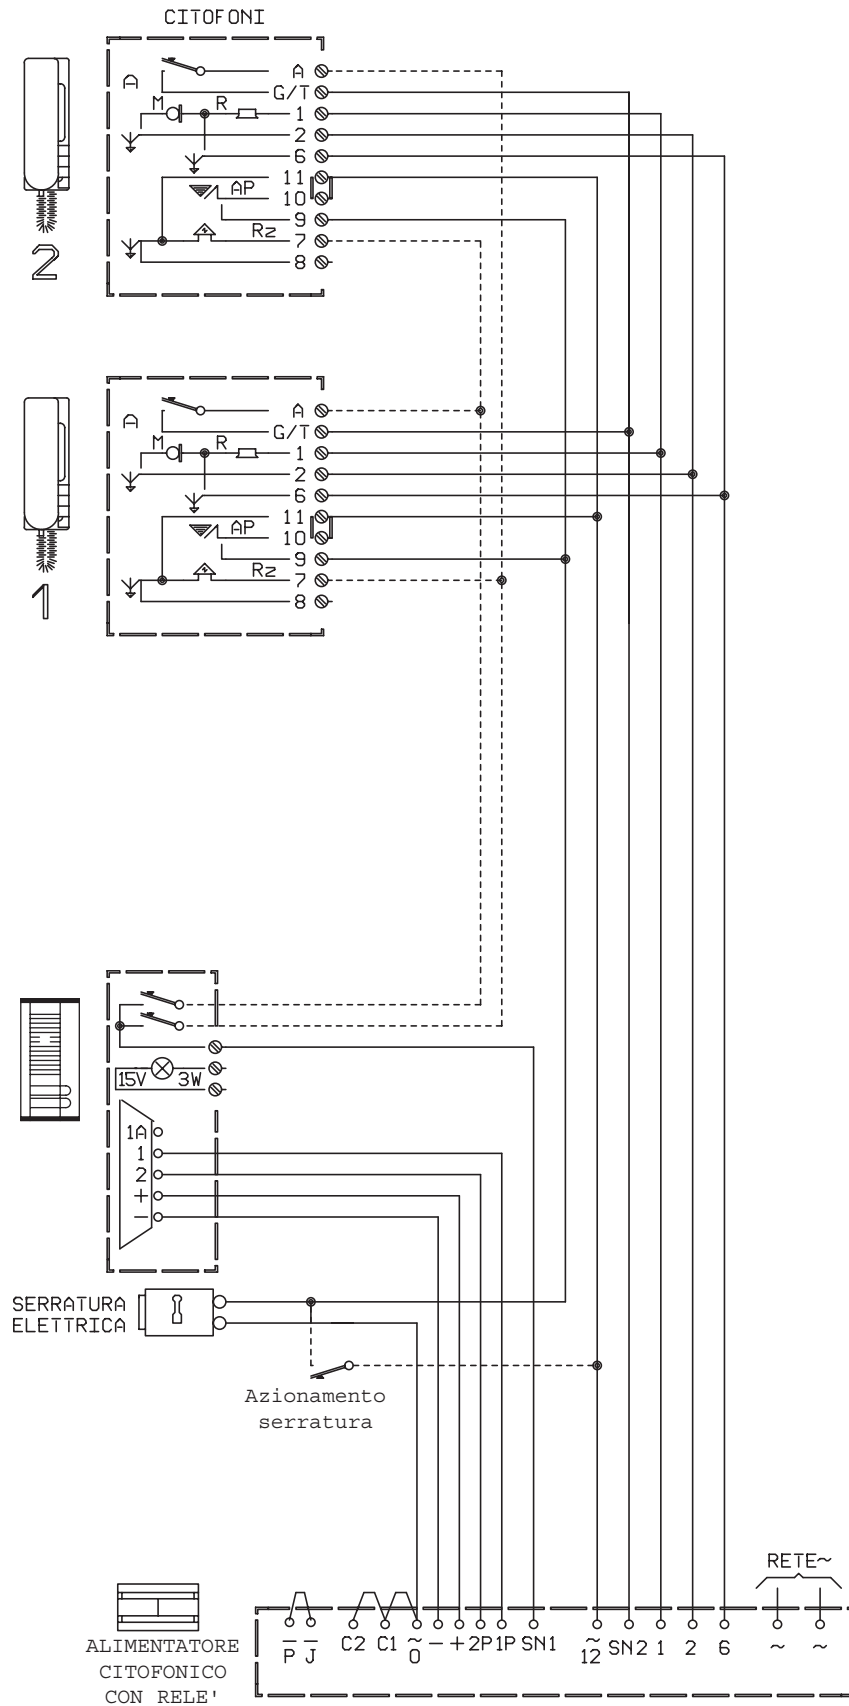 CITOFONI
A
A
G/T
M
R
1
2
6
11
AP
10
9
Rz
7
8
2
A
A
G/T
M
R
1
2
6
11
AP
10
9
Rz
7
8
1
15V
3W
1A
1
2
+
-
SERRATURA
ELETTRICA
Azionamento
serratura
RETE~
P J C2 C1 ~0 - + 2P 1P SN1 ~12 SN2 1 2 6 ~ ~
ALIMENTATORE
CITOFONICO
CON RELE'